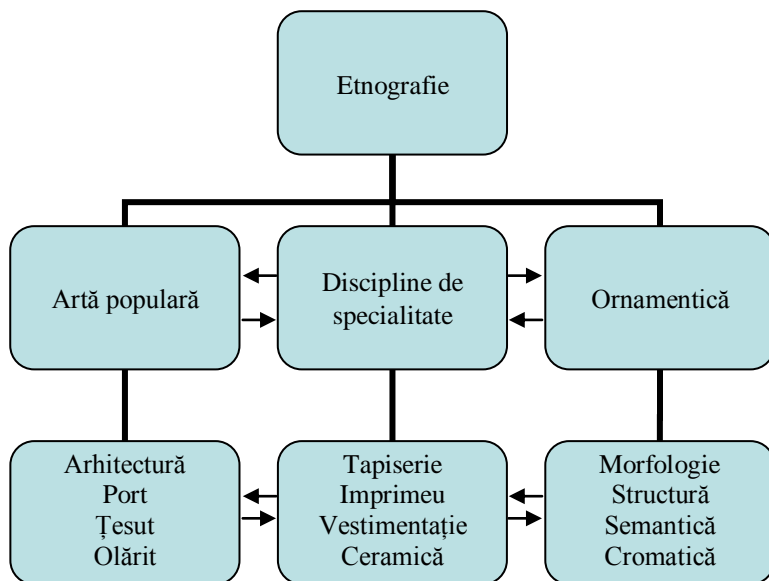 Etnografie
Artă populară
Discipline de
specialitate
Ornamentică
Arhitectură
Port
Țesut
Olărit
Tapiserie
Imprimeu
Vestimentație
Ceramică
Morfologie
Structură
Semantică
Cromatică